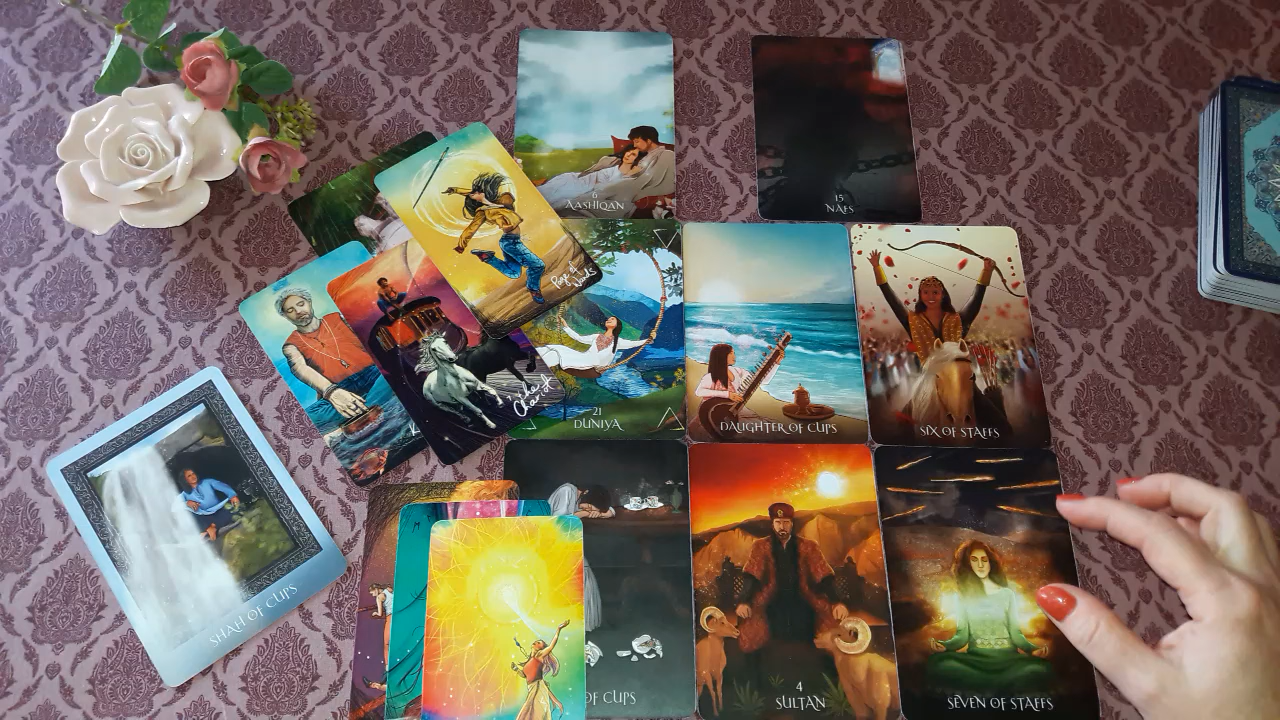 6
AASHIQAN
15
NAFS
Page of
Wands
The
Chariot
21
DUNIYA
DAUGHTER OF CUPS
SIX OF STAFFS
SHAH OF CUPS
OF CUPS
4
SULTAN
SEVEN OF STAFFS